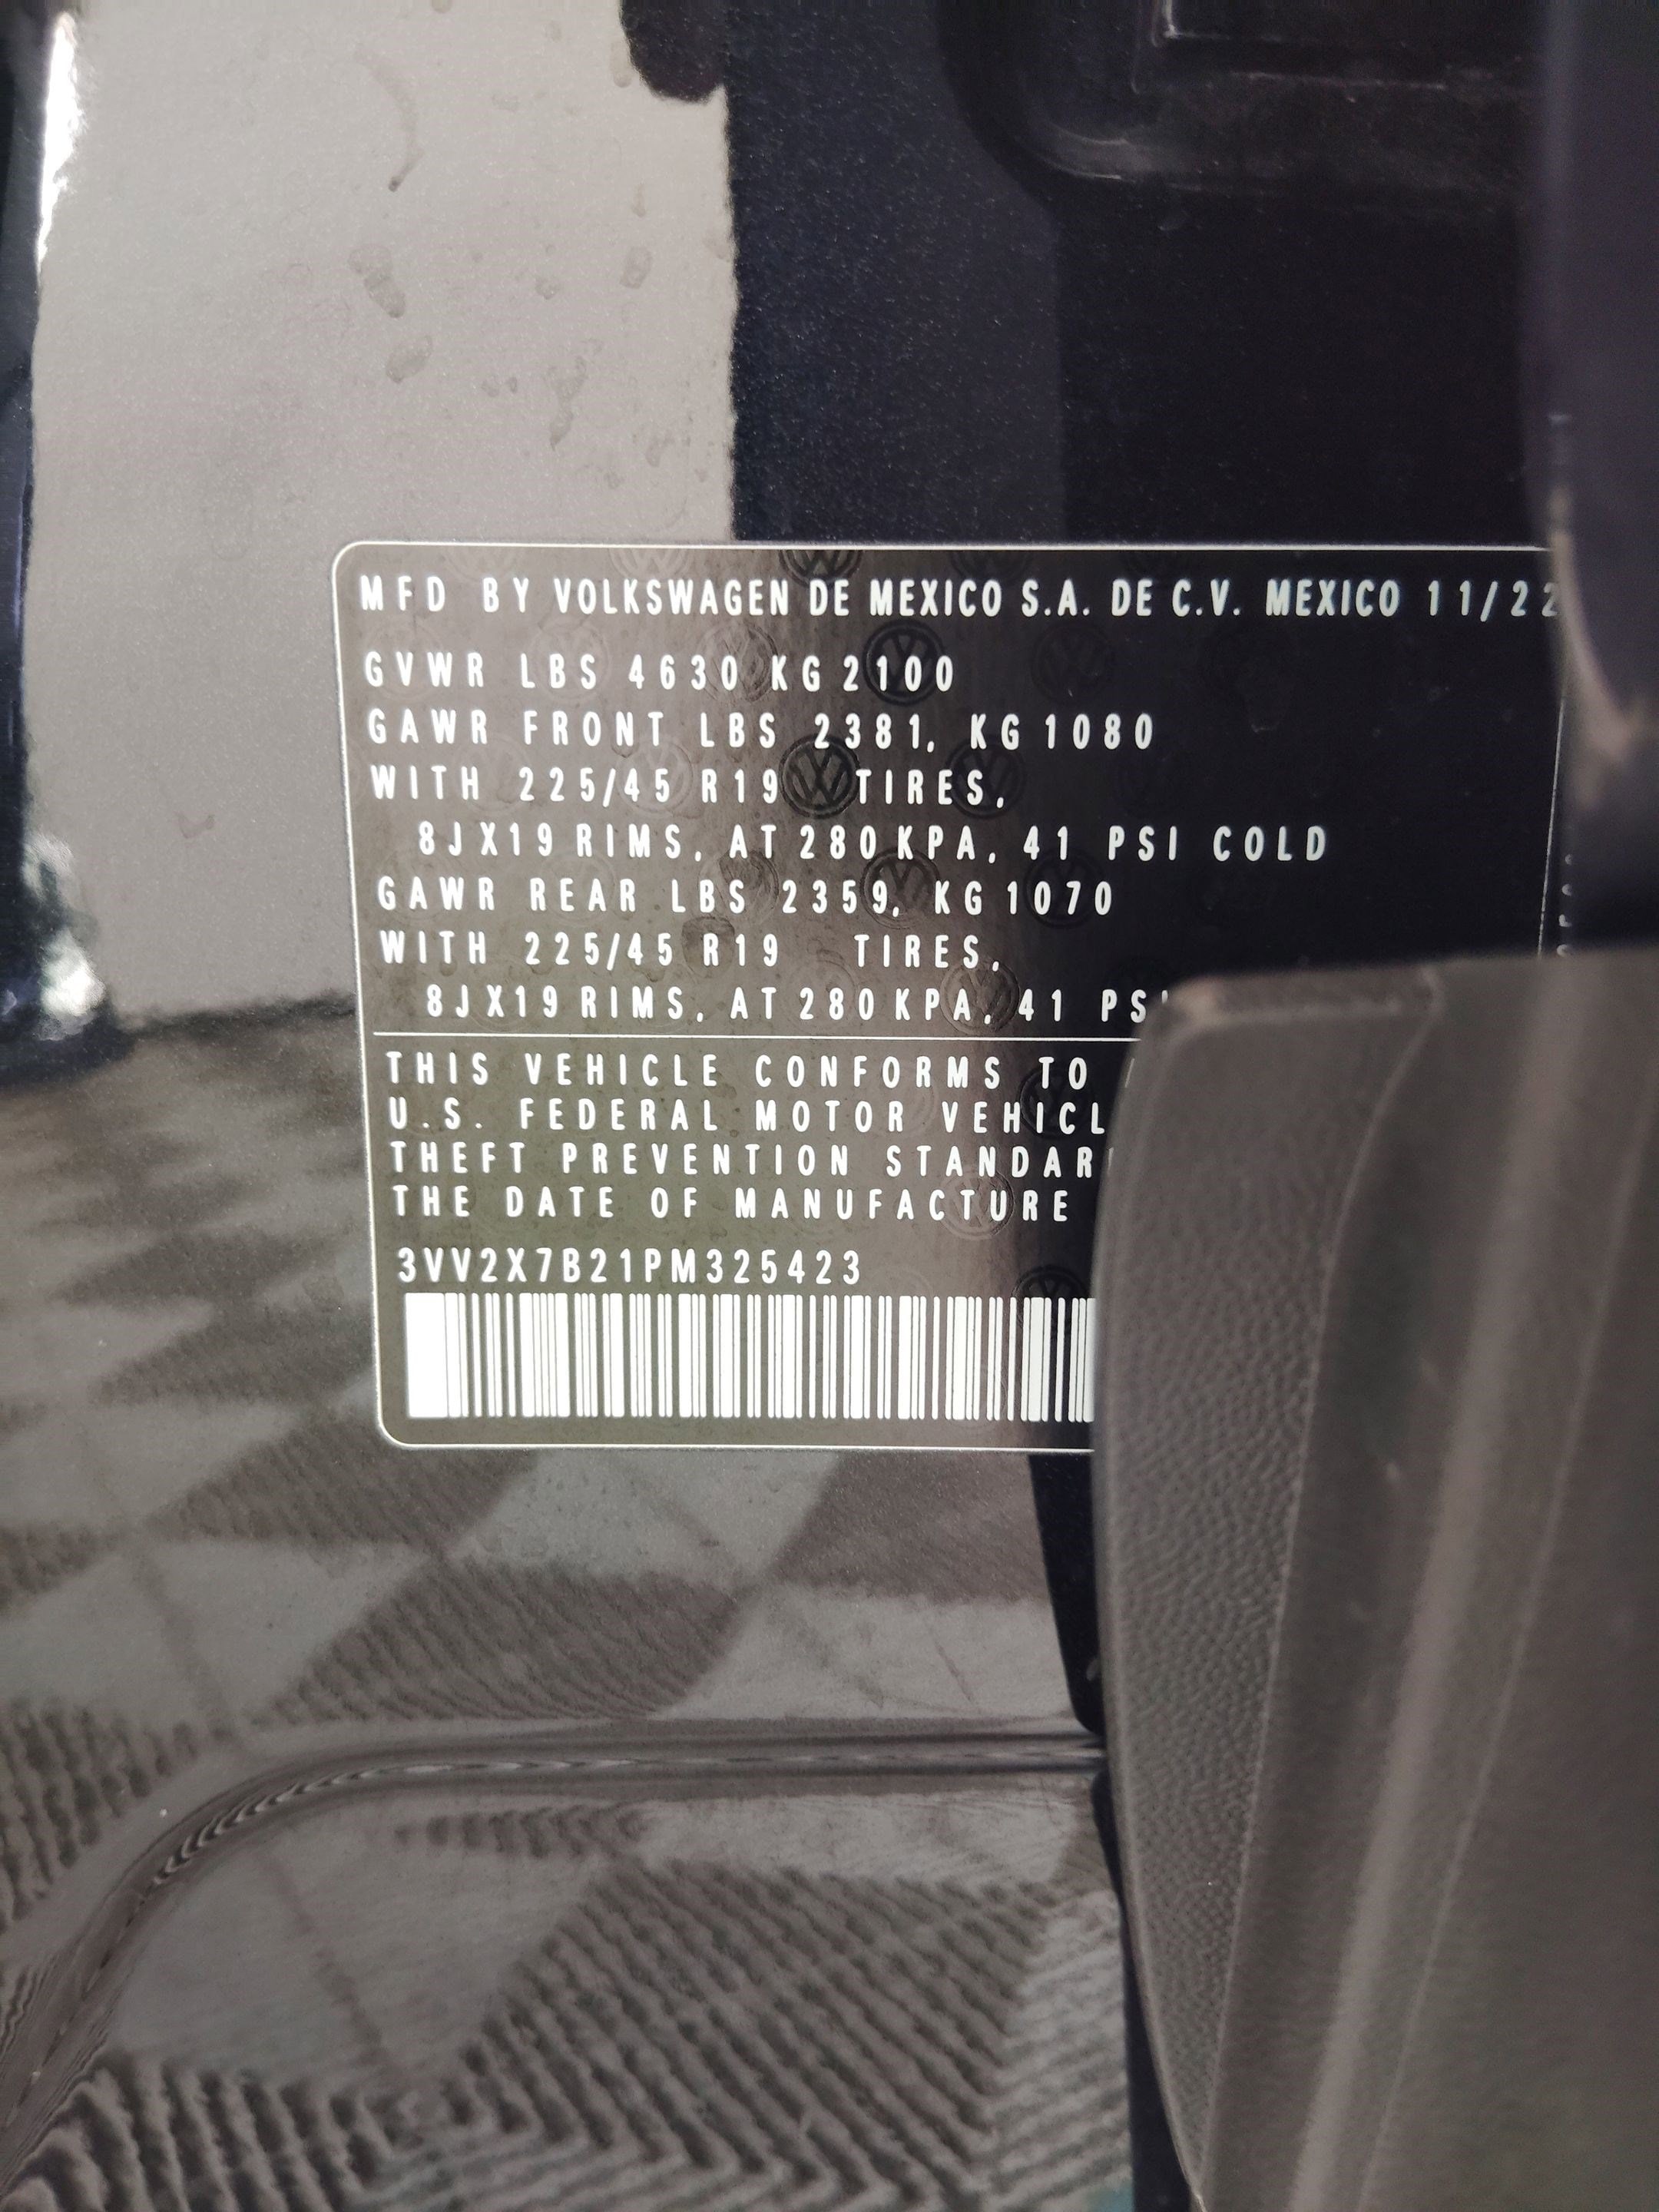 MFD BY VOLKSWAGEN DE MEXICO S.A. DE C.V. MEXICO 11/22
GVWR LBS 4630 KG 2100
GAWR FRONT LBS 2381, KG 1080
WITH 225/45 R19 TIRES,
8JX19 RIMS, AT 280 KPA, 41 PSI COLD
GAWR REAR LBS 2359, KG 1070
WITH 225/45 R19 TIRES,
8JX19 RIMS, AT 280 KPA, 41 PS
THIS VEHICLE CONFORMS TO
U.S. FEDERAL MOTOR VEHICL
THEFT PREVENTION STANDAR
THE DATE OF MANUFACTURE
3VV2X7B21PM325423